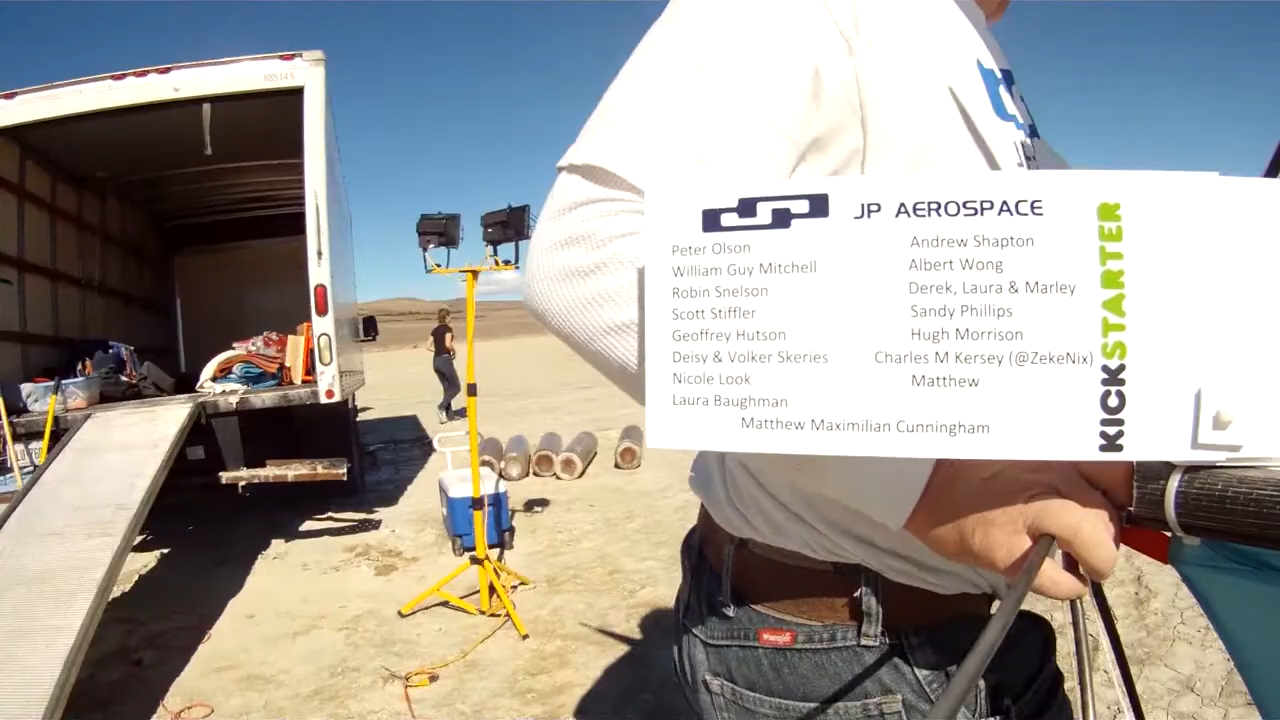 88514S
JP AEROSPACE
Peter Olson
William Guy Mitchell
Robin Snelson
Scott Stiffler
Geoffrey Hutson
Deisy & Volker Skeries
Nicole Look
Laura Baughman
Andrew Shapton
Albert Wong
Derek, Laura & Marley
Sandy Phillips
Hugh Morrison
Charles M Kersey (@ZekeNix)
Matthew
Matthew Maximilian Cunningham
KICKSTARTER
Wrangler